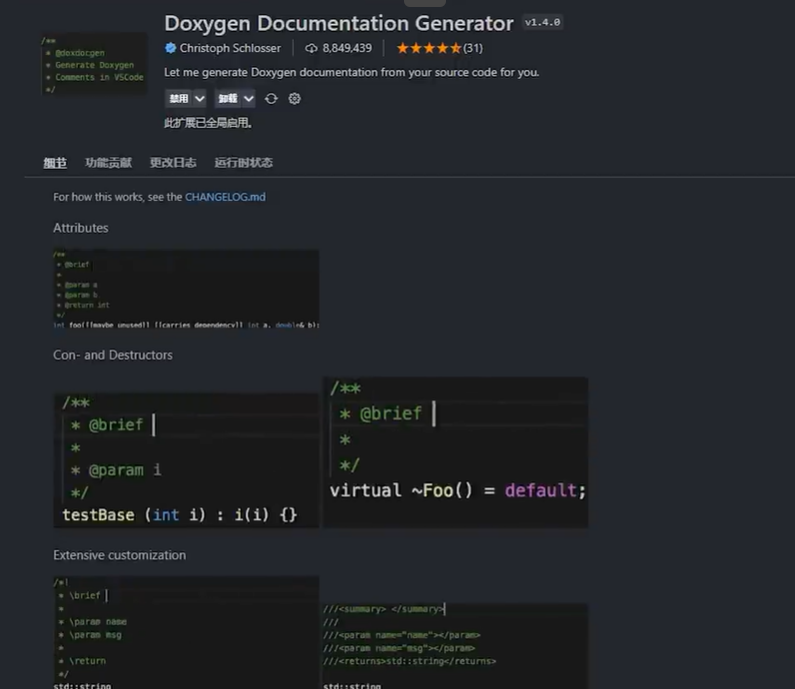 Doxygen Documentation Generator v1.4.0
/**
* @doxdocgen
* Generate Doxygen
* Comments in VSCode
*/
Christoph Schlosser 8,849,439 (31)
Let me generate Doxygen documentation from your source code for you.
禁用 卸载
此扩展已全局启用。
细节 功能贡献 更改日志 运行时状态
For how this works, see the CHANGELOG.md
Attributes
/**
* @brief
*
* @param a
* @param b
* @return int
*/
int foo([[maybe_unused]] [[carries_dependency]] int a, double& b);
Con- and Destructors
/**
* @brief
*
* @param i
*/
testBase (int i) : i(i) {}
/**
* @brief
*
*/
virtual ~Foo() = default;
Extensive customization
/*!
* \brief
*
* \param name
* \param msg
*
* \return
*/
std::string
///<summary> </summary>
///
///<param name="name"></param>
///<param name="msg"></param>
///<returns>std::string</returns>
std::string